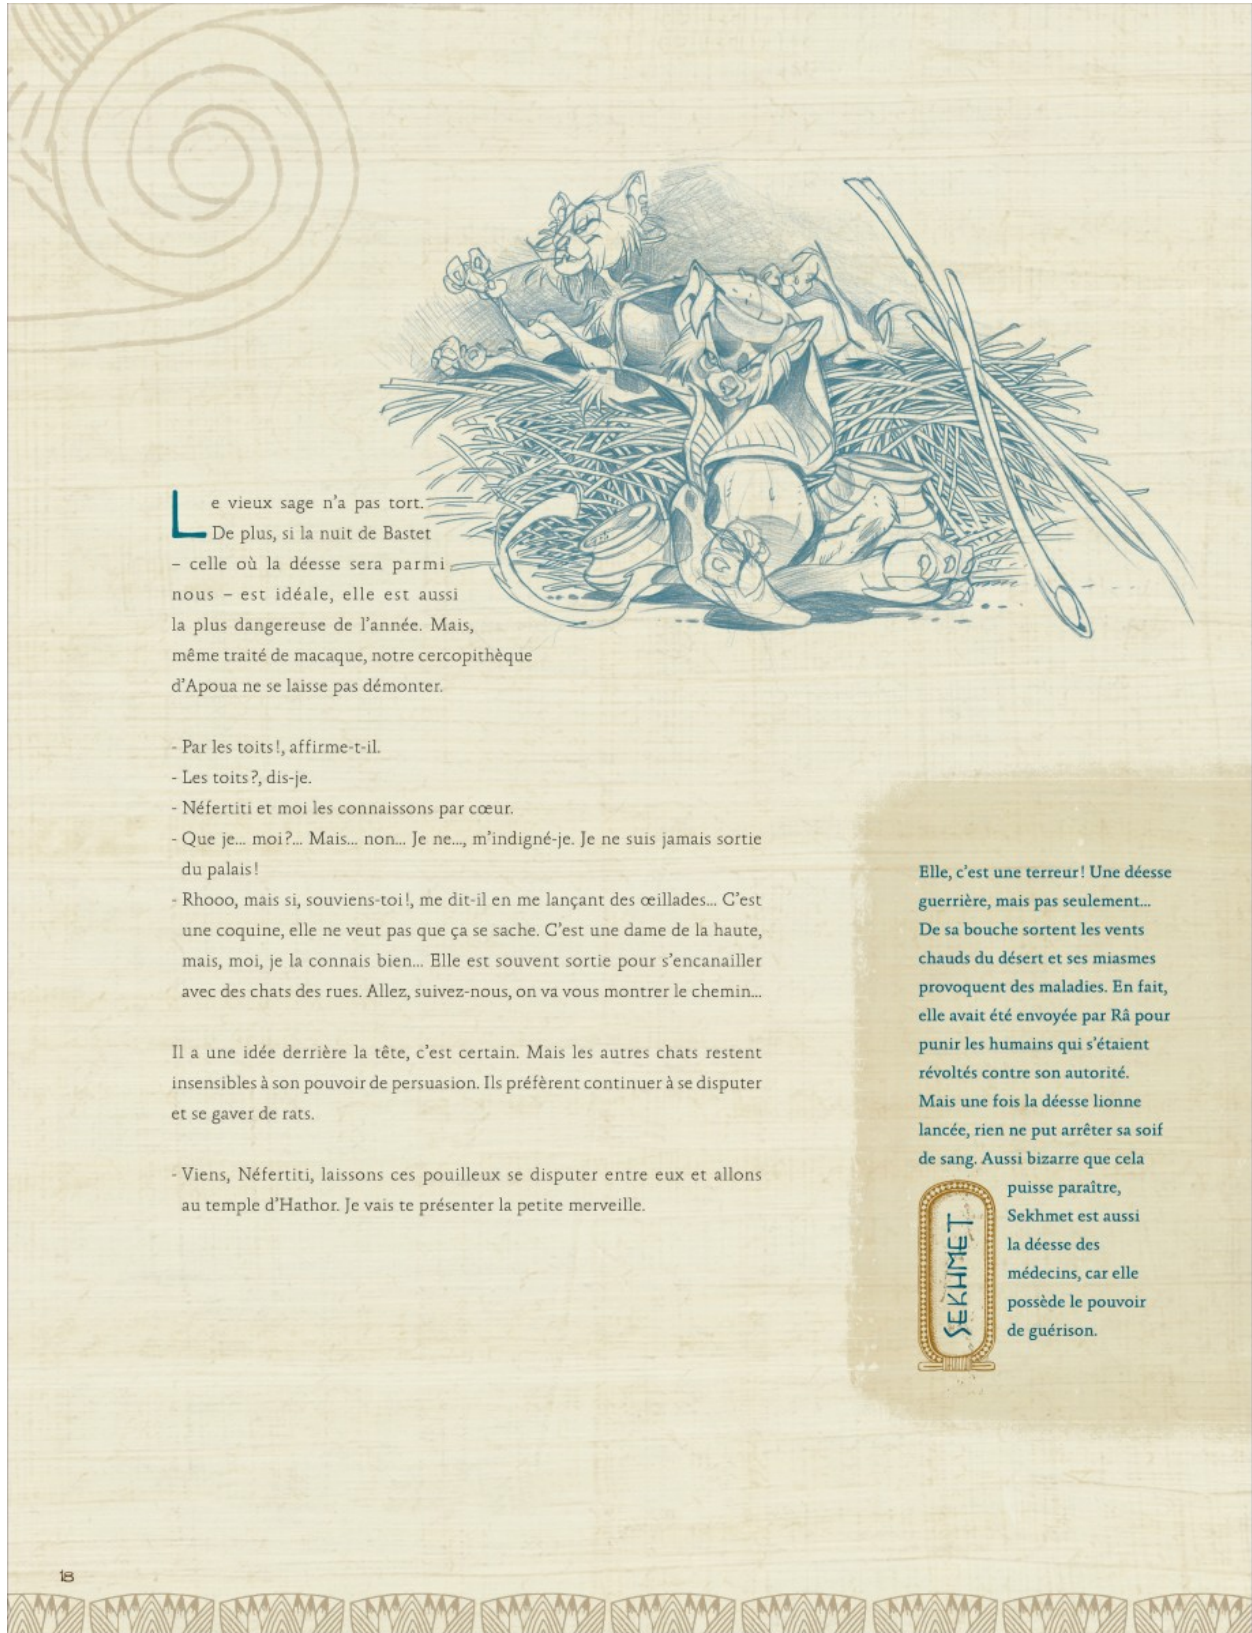 Le vieux sage n'a pas tort.
De plus, si la nuit de Bastet
– celle où la déesse sera parmi
nous – est idéale, elle est aussi
la plus dangereuse de l'année. Mais,
même traité de macaque, notre cercopithèque
d'Apoua ne se laisse pas démonter.
- Par les toits !, affirme-t-il.
- Les toits ?, dis-je.
- Néfertiti et moi les connaissons par cœur.
- Que je... moi ?... Mais... non... Je ne..., m'indigné-je. Je ne suis jamais sortie
du palais !
- Rhooo, mais si, souviens-toi !, me dit-il en me lançant des œillades... C'est
une coquine, elle ne veut pas que ça se sache. C'est une dame de la haute,
mais, moi, je la connais bien... Elle est souvent sortie pour s'encanailler
avec des chats des rues. Allez, suivez-nous, on va vous montrer le chemin...
Il a une idée derrière la tête, c'est certain. Mais les autres chats restent
insensibles à son pouvoir de persuasion. Ils préfèrent continuer à se disputer
et se gaver de rats.
- Viens, Néfertiti, laissons ces pouilleux se disputer entre eux et allons
au temple d'Hathor. Je vais te présenter la petite merveille.
Elle, c'est une terreur ! Une déesse
guerrière, mais pas seulement...
De sa bouche sortent les vents
chauds du désert et ses miasmes
provoquent des maladies. En fait,
elle avait été envoyée par Râ pour
punir les humains qui s'étaient
révoltés contre son autorité.
Mais une fois la déesse lionne
lancée, rien ne put arrêter sa soif
de sang. Aussi bizarre que cela
puisse paraître,
Sekhmet est aussi
la déesse des
médecins, car elle
possède le pouvoir
de guérison.
SEKHMET
18